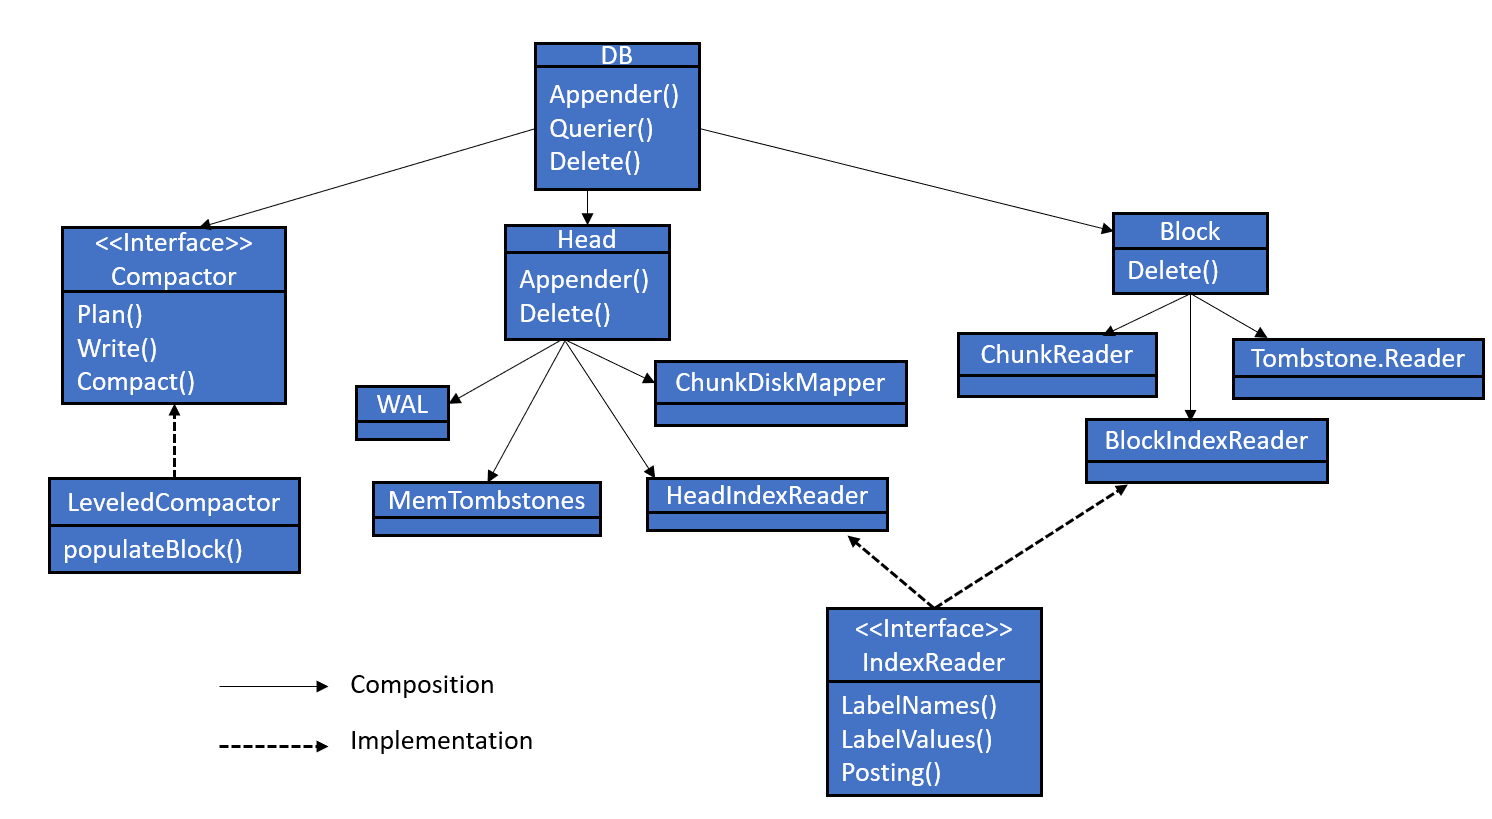 DB
Appender()
Querier()
Delete()
<<Interface>>
Compactor
Plan()
Write()
Compact()
Head
Appender()
Delete()
Block
Delete()
ChunkReader
Tombstone.Reader
WAL
ChunkDiskMapper
BlockIndexReader
LeveledCompactor
populateBlock()
MemTombstones
HeadIndexReader
<<Interface>>
IndexReader
LabelNames()
LabelValues()
Posting()
Composition
Implementation